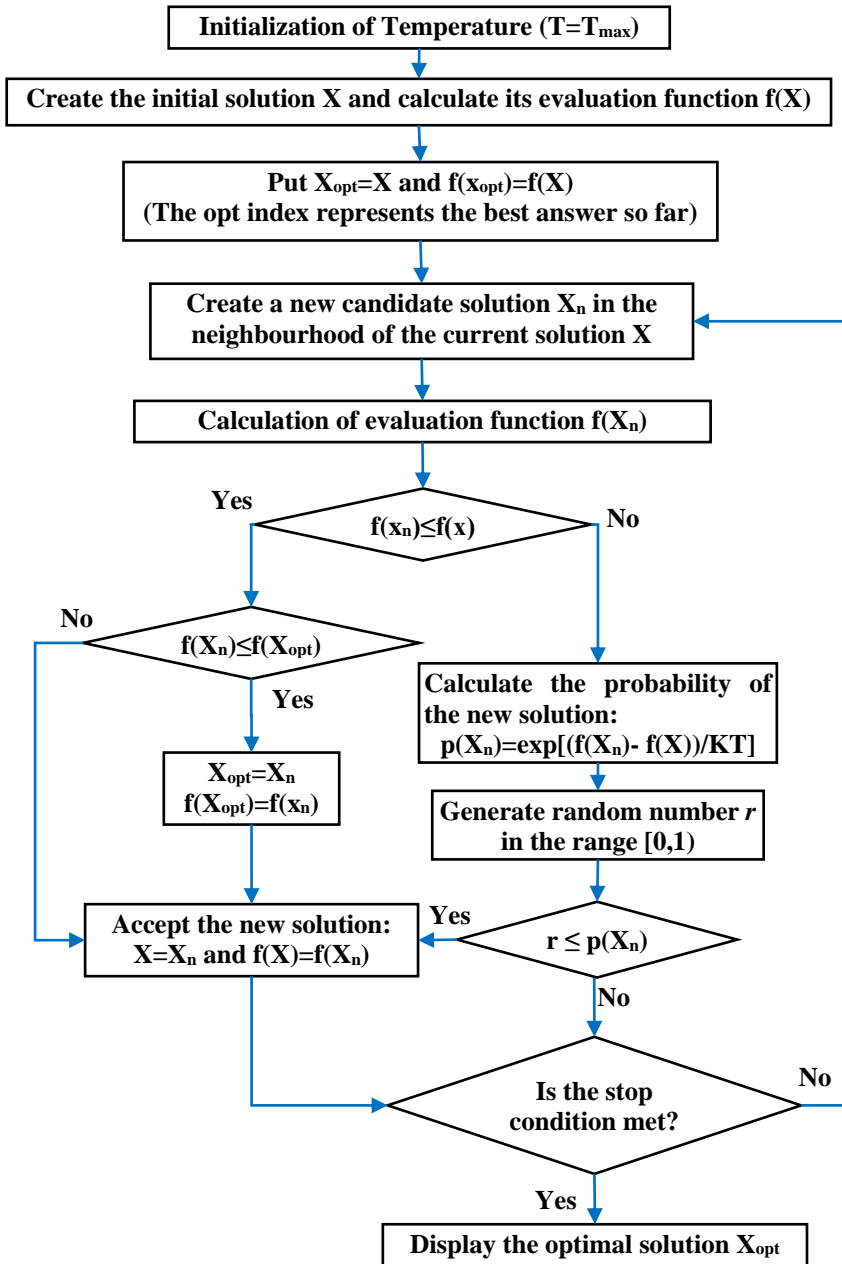 Initialization of Temperature (T=Tmax)
Create the initial solution X and calculate its evaluation function f(X)
Put Xopt=X and f(xopt)=f(X)
(The opt index represents the best answer so far)
Create a new candidate solution Xn in the
neighbourhood of the current solution X
Calculation of evaluation function f(Xn)
Yes
f(xn)≤f(x)
No
No
f(Xn)≤f(Xopt)
Yes
Calculate the probability of
the new solution:
p(Xn)=exp[(f(Xn)- f(X))/KT]
Xopt=Xn
f(Xopt)=f(xn)
Generate random number r
in the range [0,1)
Accept the new solution:
X=Xn and f(X)=f(Xn)
Yes
r ≤ p(Xn)
No
Is the stop
condition met?
No
Yes
Display the optimal solution Xopt